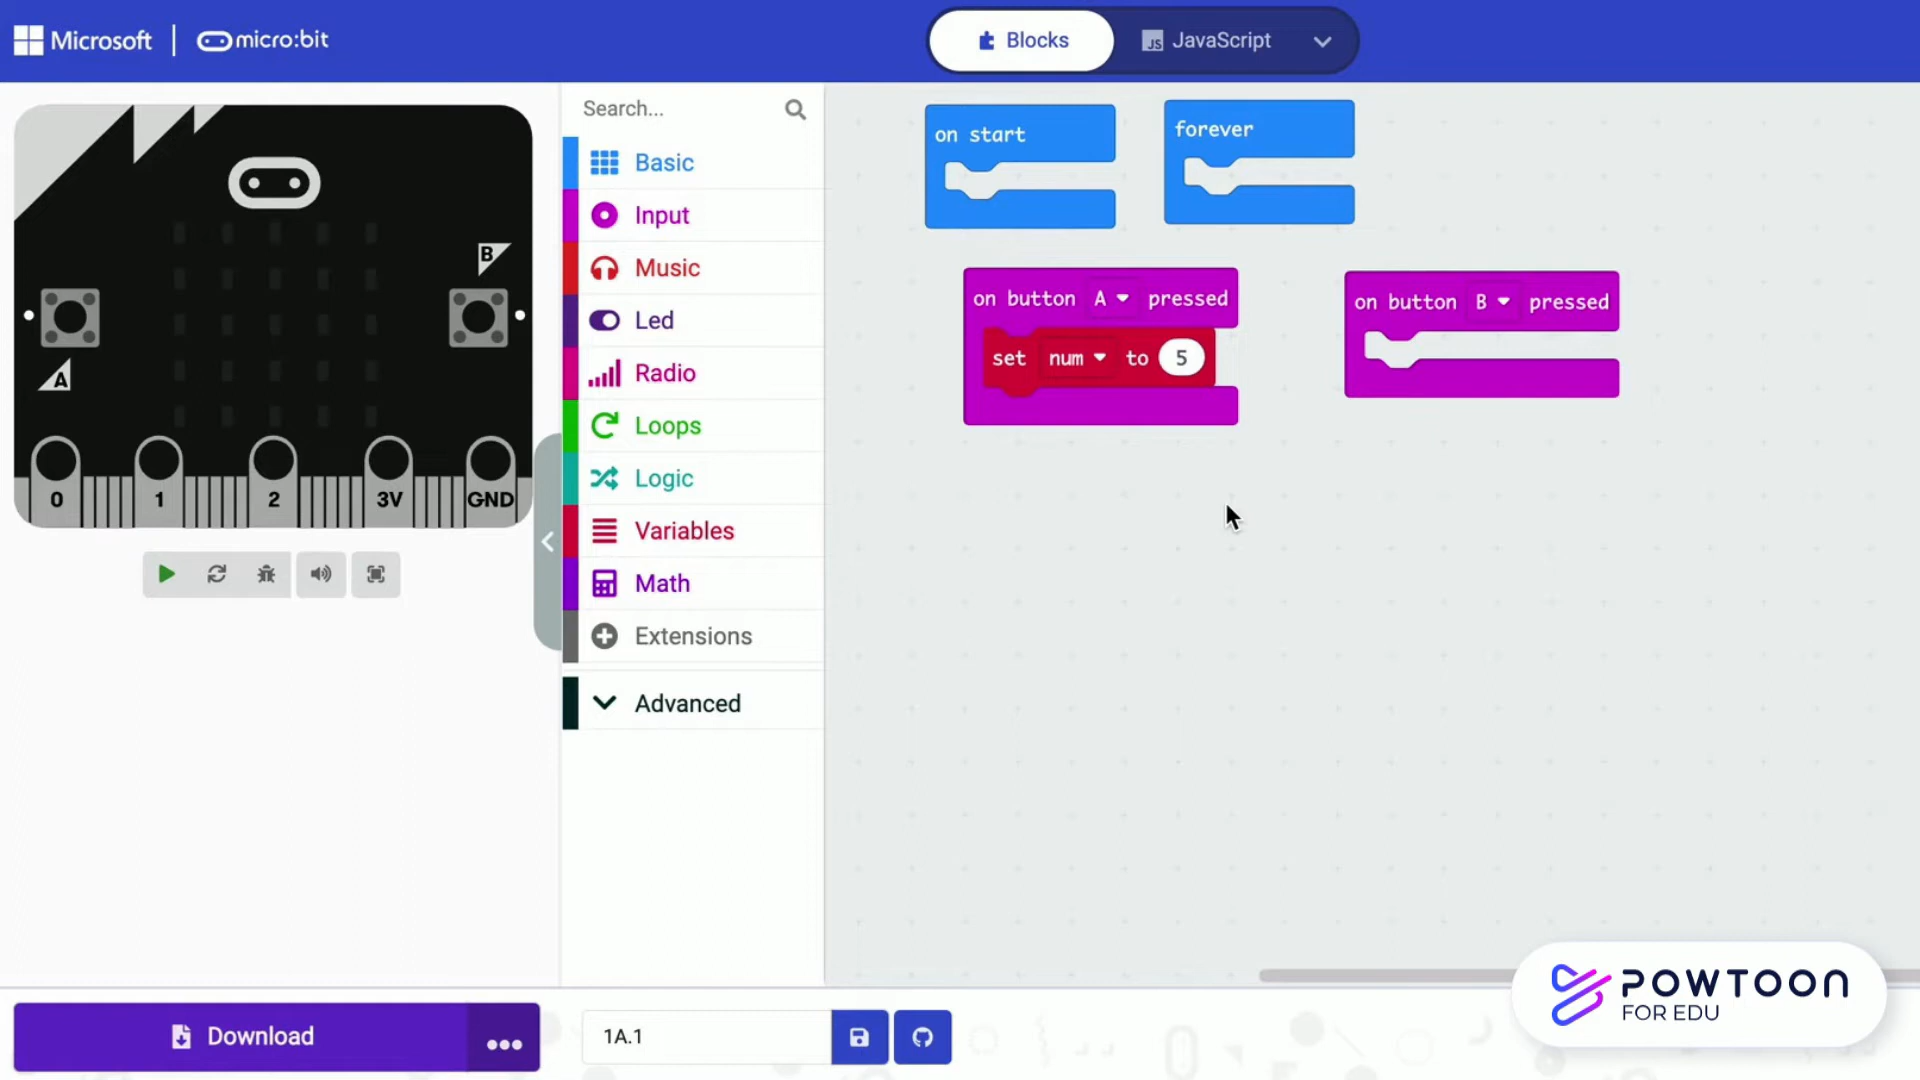 Microsoft | micro:bit
Blocks
JavaScript
Search...
Basic
Input
Music
Led
Radio
Loops
Logic
Variables
Math
Extensions
Advanced
on start
forever
on button A pressed
set num to 5
on button B pressed
B
A
0 1 2 3V GND
Download
1A.1
POWTOON
FOR EDU